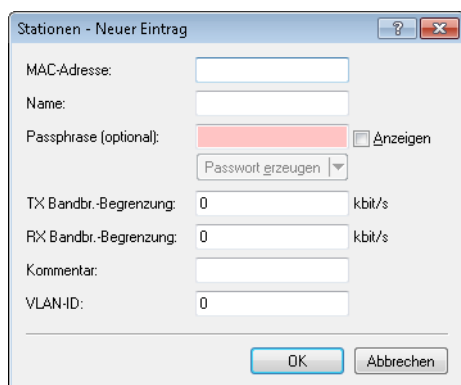 Stationen - Neuer Eintrag
MAC-Adresse:
Name:
Passphrase (optional): Anzeigen
Passwort erzeugen
TX Bandbr.-Begrenzung: 0 kbit/s
RX Bandbr.-Begrenzung: 0 kbit/s
Kommentar:
VLAN-ID: 0
OK Abbrechen